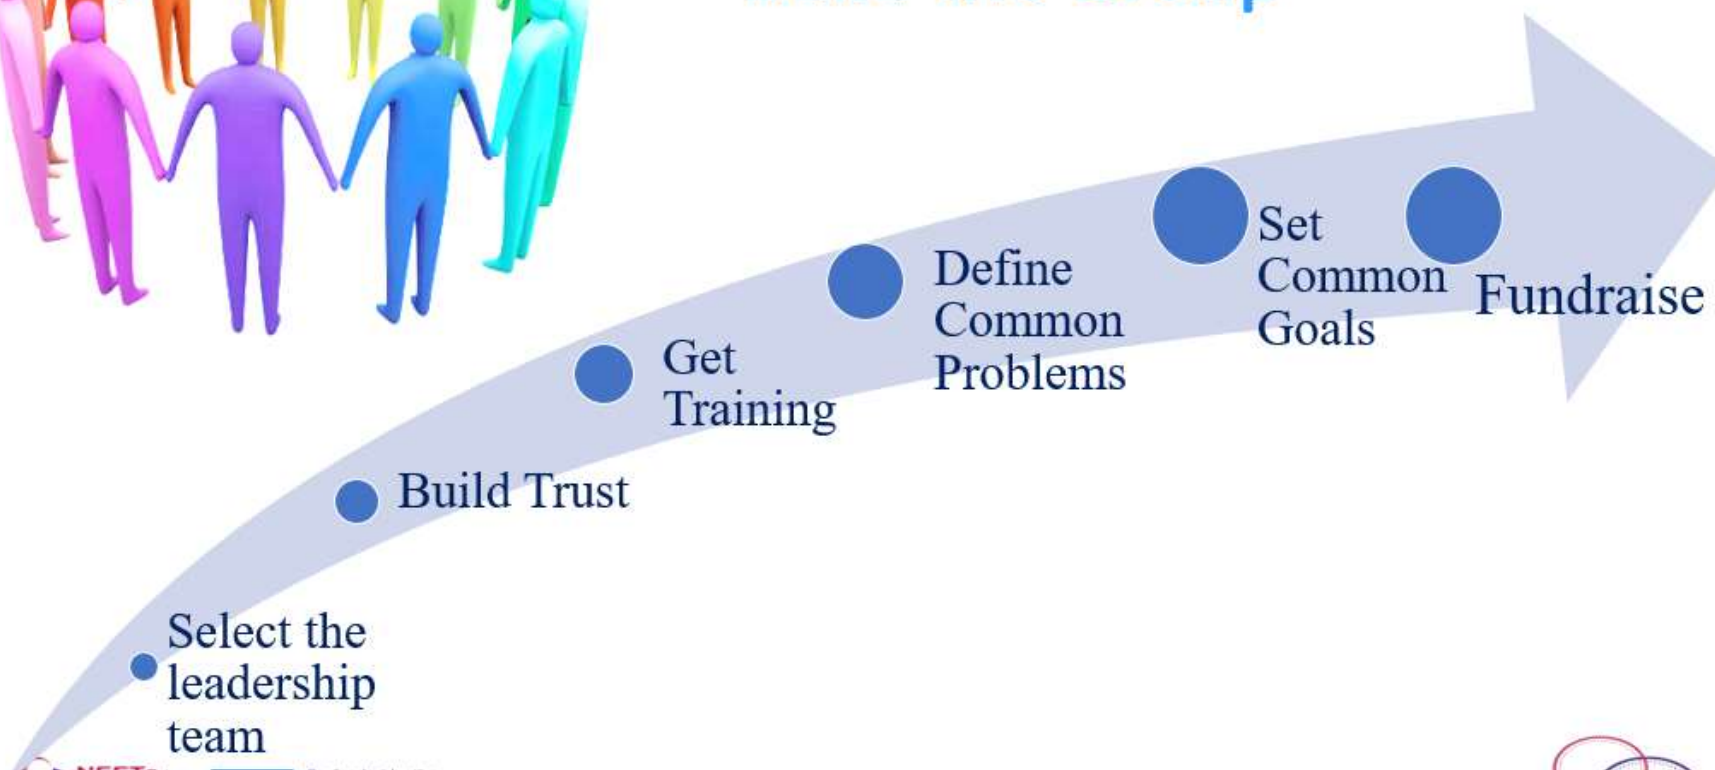 Select the
leadership
team
Build Trust
Get
Training
Define
Common
Problems
Set
Common
Goals
Fundraise